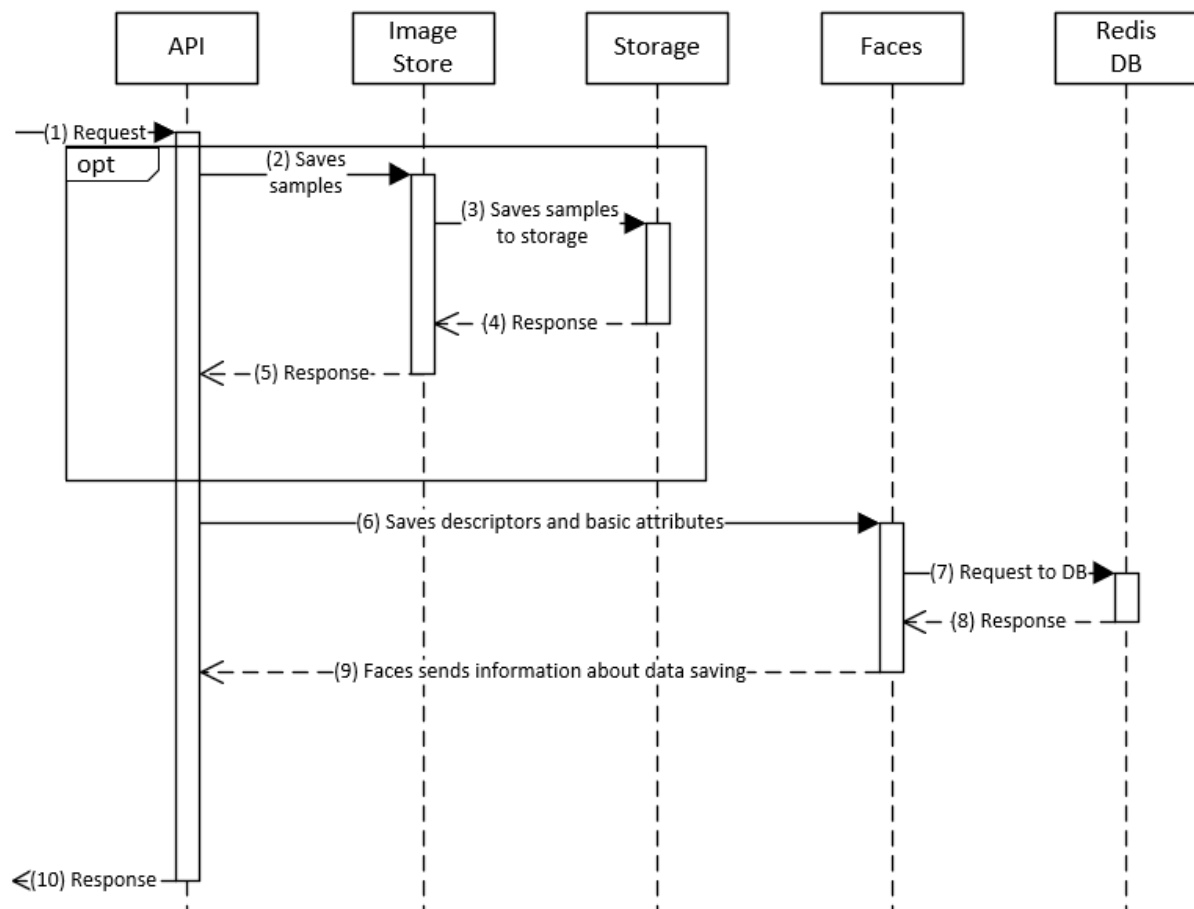 API
Image
Store
Storage
Faces
Redis
DB
(1) Request
opt
(2) Saves
samples
(3) Saves samples
to storage
(4) Response
(5) Response
(6) Saves descriptors and basic attributes
(7) Request to DB
(8) Response
(9) Faces sends information about data saving
(10) Response